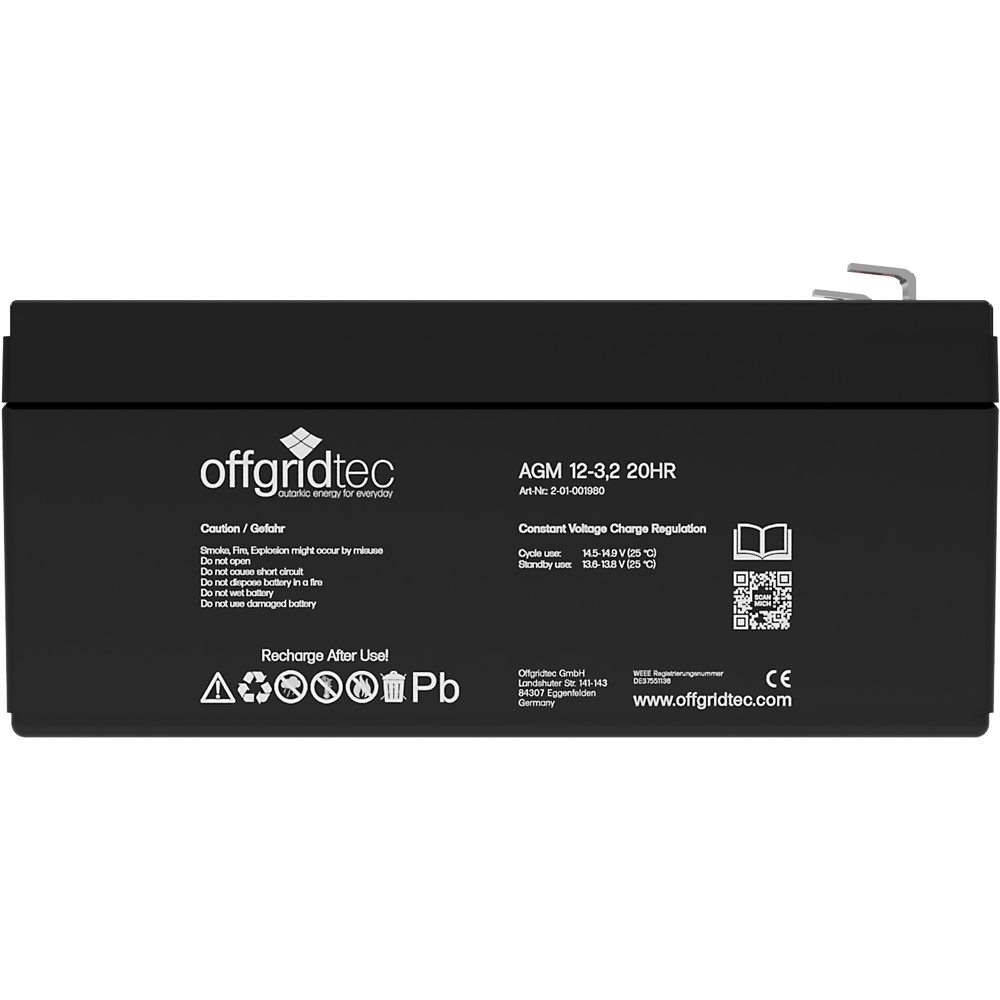 offgridtec
autarkic energy for everyday
Caution / Gefahr
Smoke, Fire, Explosion might occur by misuse
Do not open
Do not cause short circuit
Do not dispose battery in a fire
Do not wet battery
Do not use damaged battery
Recharge After Use!
Pb
AGM 12-3,2 20HR
Art-Nr.: 2-01-001980
Constant Voltage Charge Regulation
Cycle use: 14.5-14.9 V (25 °C)
Standby use: 13.6-13.8 V (25 °C)
SCAN
MICH
Offgridtec GmbH
Landshuter Str. 141-143
84307 Eggenfelden
Germany
WEEE Registrierungsnummer
DE37551136
CE
www.offgridtec.com